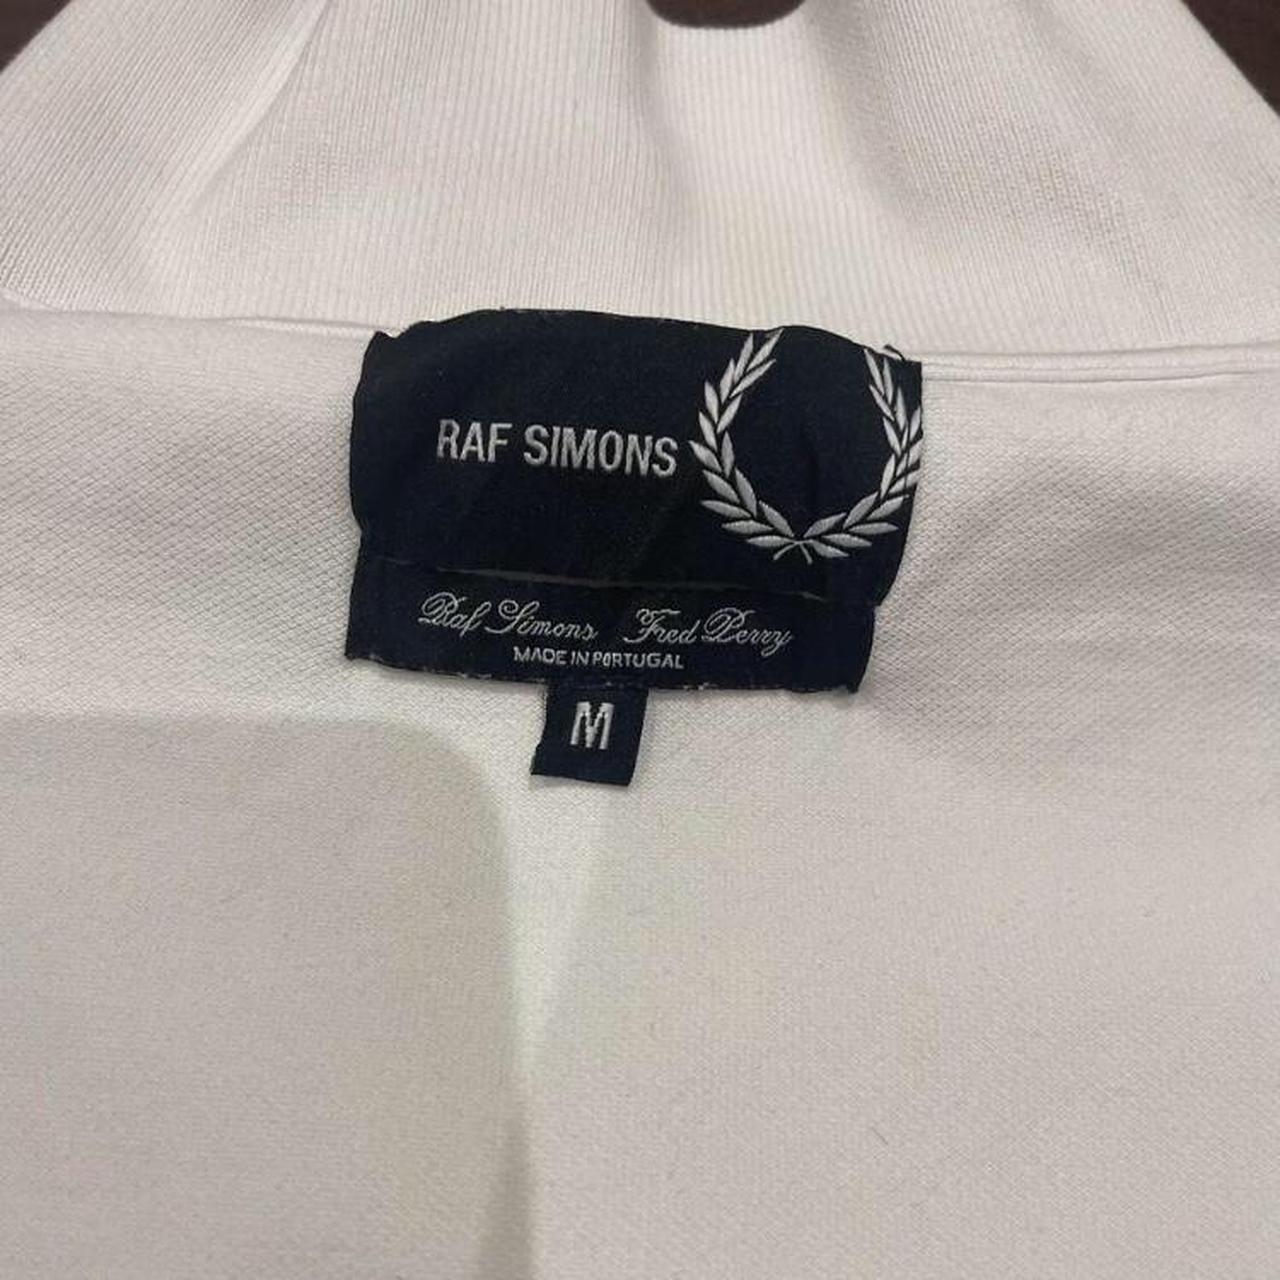 RAF SIMONS
Raf Simons Fred Perry
MADE IN PORTUGAL
M